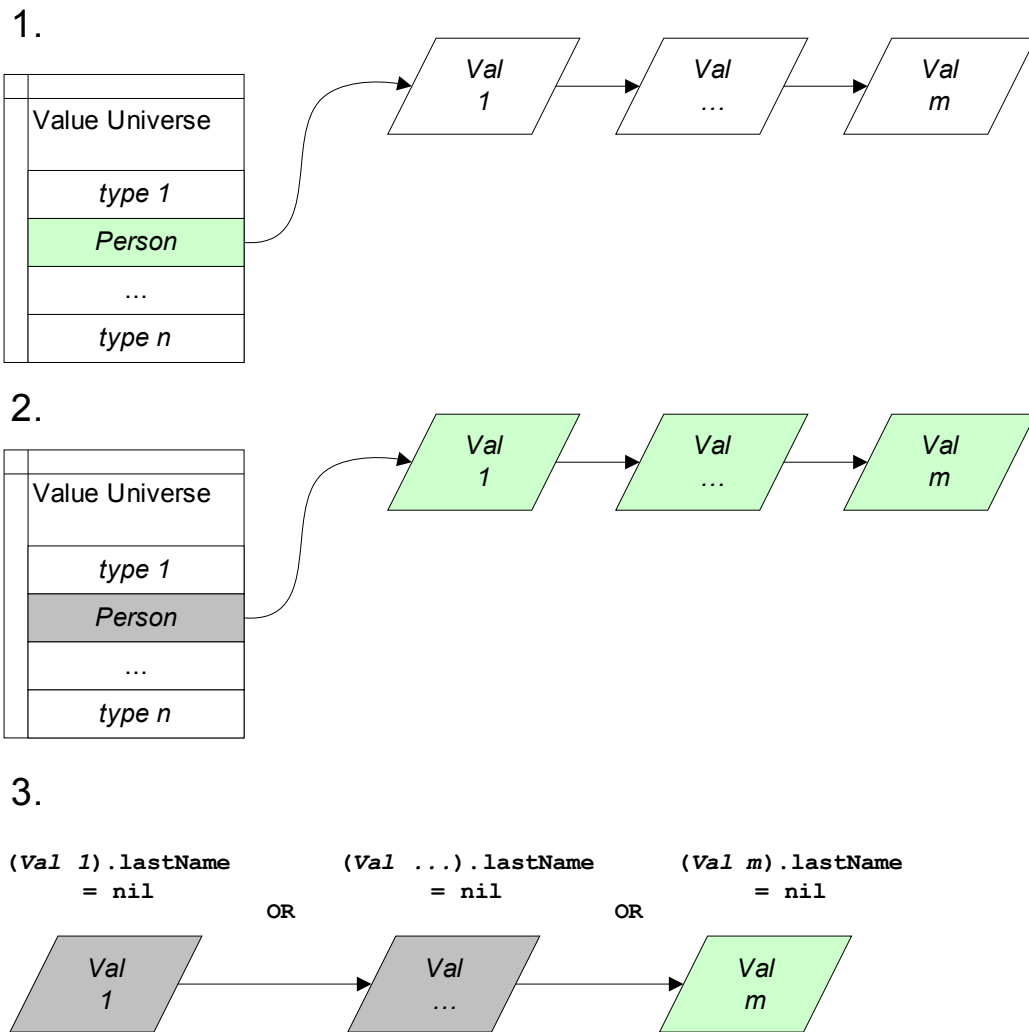 1.
Value Universe
type 1
Person
...
type n
Val
1
Val
...
Val
m
2.
Value Universe
type 1
Person
...
type n
Val
1
Val
...
Val
m
3.
(Val 1).lastName
= nil
OR
(Val ...).lastName
= nil
OR
(Val m).lastName
= nil
Val
1
Val
...
Val
m